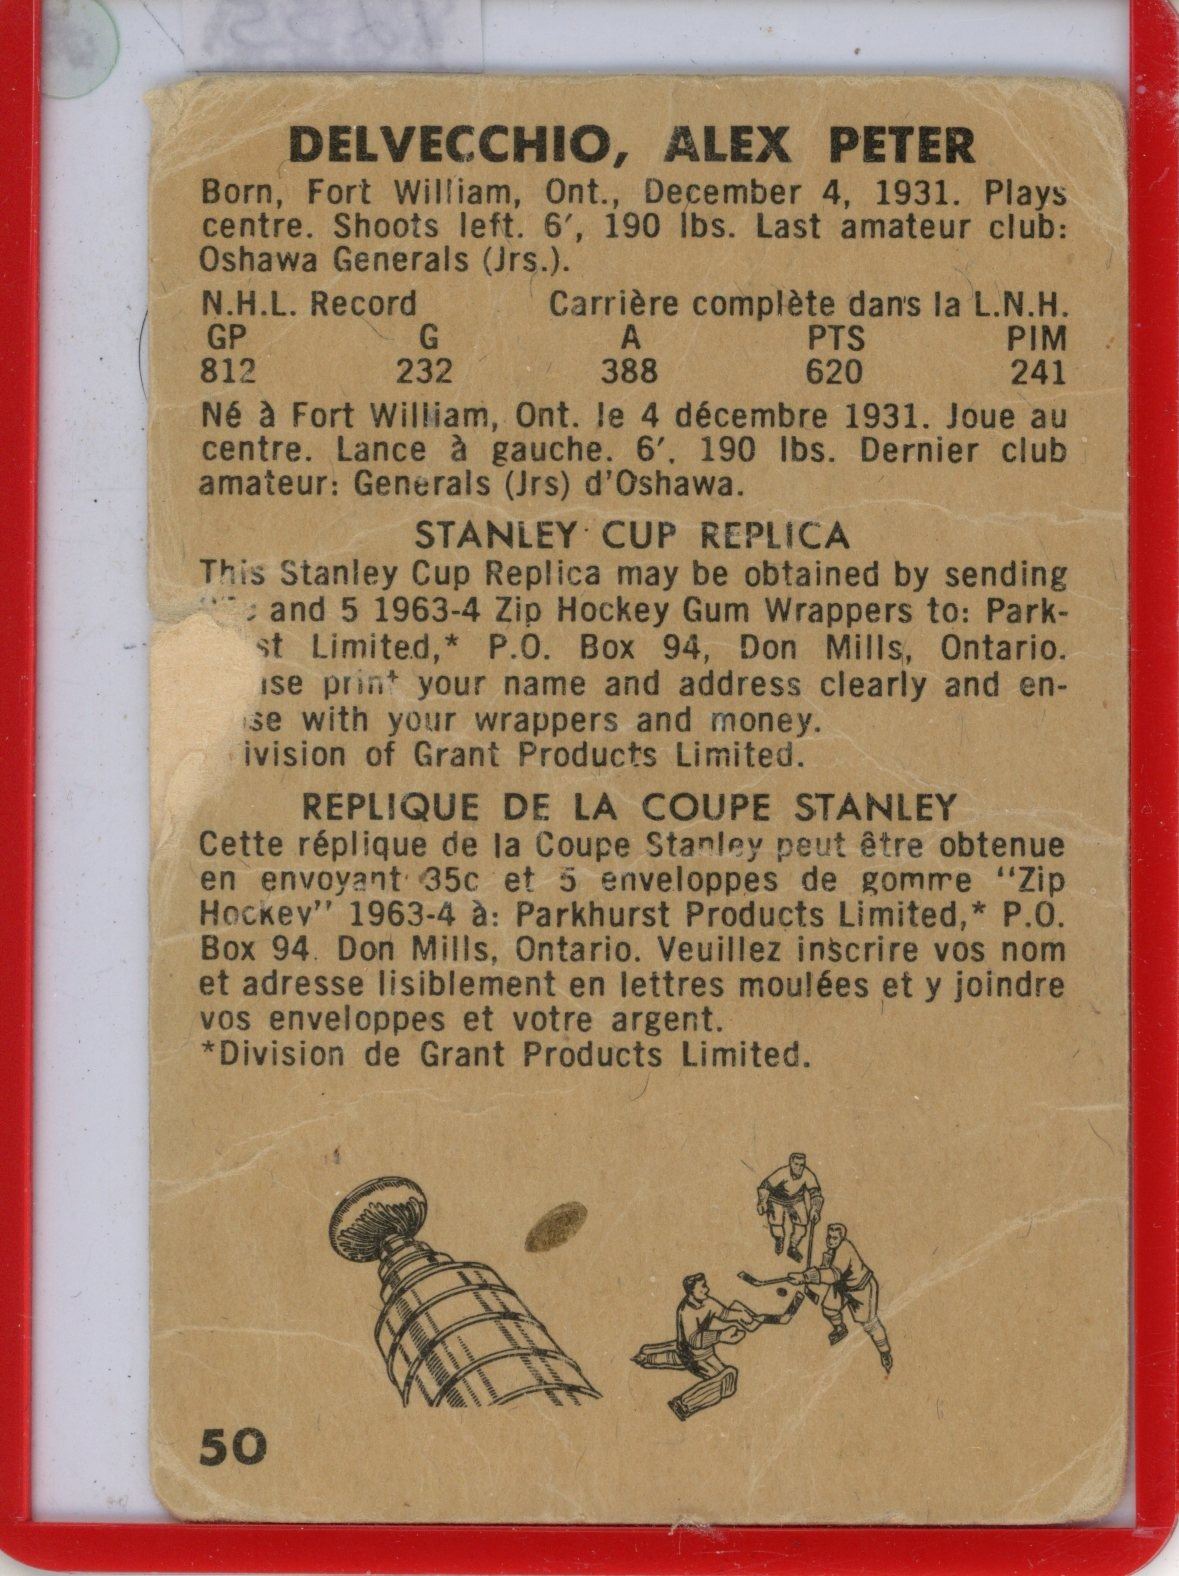 DELVECCHIO, ALEX PETER
Born, Fort William, Ont., December 4, 1931. Plays
centre. Shoots left. 6′, 190 lbs. Last amateur club:
Oshawa Generals (Jrs.).
N.H.L. Record Carrière complète dans la L.N.H.
GP G A PTS PIM
812 232 388 620 241
Né à Fort William, Ont. le 4 décembre 1931. Joue au
centre. Lance à gauche. 6′. 190 lbs. Dernier club
amateur: Generals (Jrs) d'Oshawa.
STANLEY CUP REPLICA
This Stanley Cup Replica may be obtained by sending
and 5 1963-4 Zip Hockey Gum Wrappers to: Park-
st Limited,* P.O. Box 94, Don Mills, Ontario.
ise print your name and address clearly and en-
se with your wrappers and money.
ivision of Grant Products Limited.
REPLIQUE DE LA COUPE STANLEY
Cette réplique de la Coupe Stanley peut être obtenue
en envoyant 35c et 5 enveloppes de gomme "Zip
Hockey" 1963-4 à: Parkhurst Products Limited,* P.O.
Box 94. Don Mills, Ontario. Veuillez inscrire vos nom
et adresse lisiblement en lettres moulées et y joindre
vos enveloppes et votre argent.
*Division de Grant Products Limited.
50